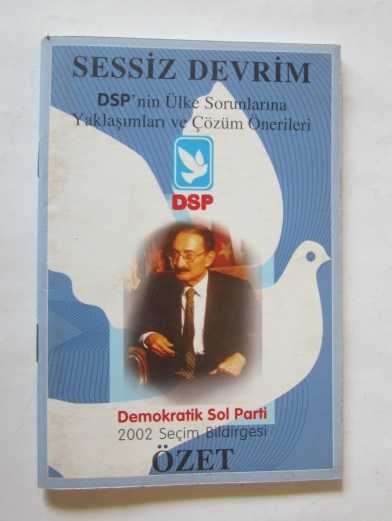 SESSİZ DEVRİM
DSP'nin Ülke Sorunlarına
Yaklaşımları ve Çözüm Önerileri
DSP
Demokratik Sol Parti
2002 Seçim Bildirgesi
ÖZET